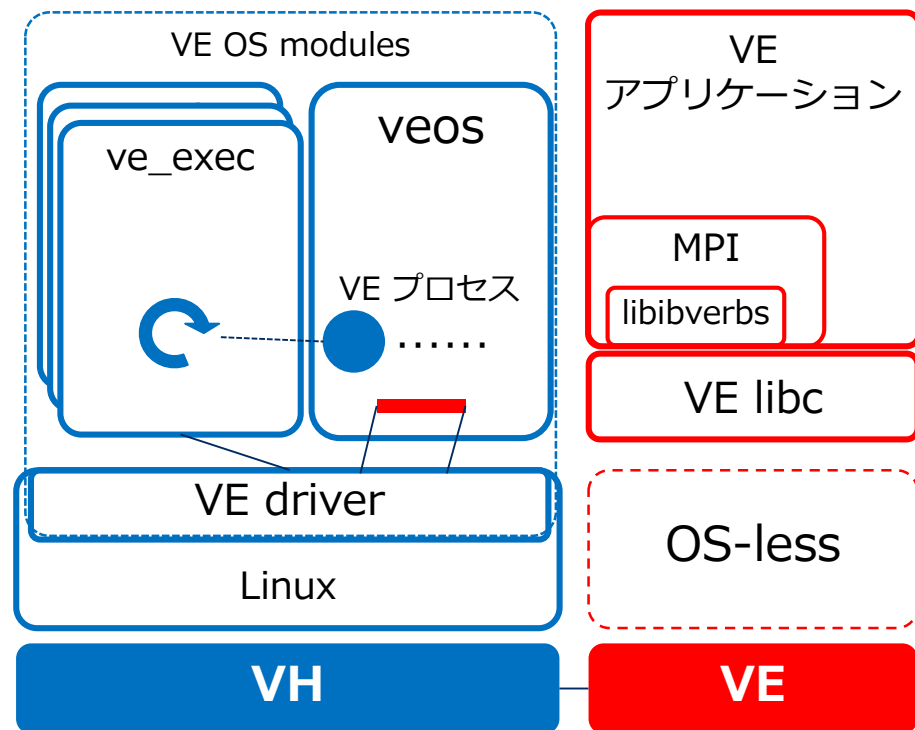 VE OS modules
ve_exec
veos
VE プロセス
......
VE driver
Linux
VH
VE
アプリケーション
MPI
libibverbs
VE libc
OS-less
VE